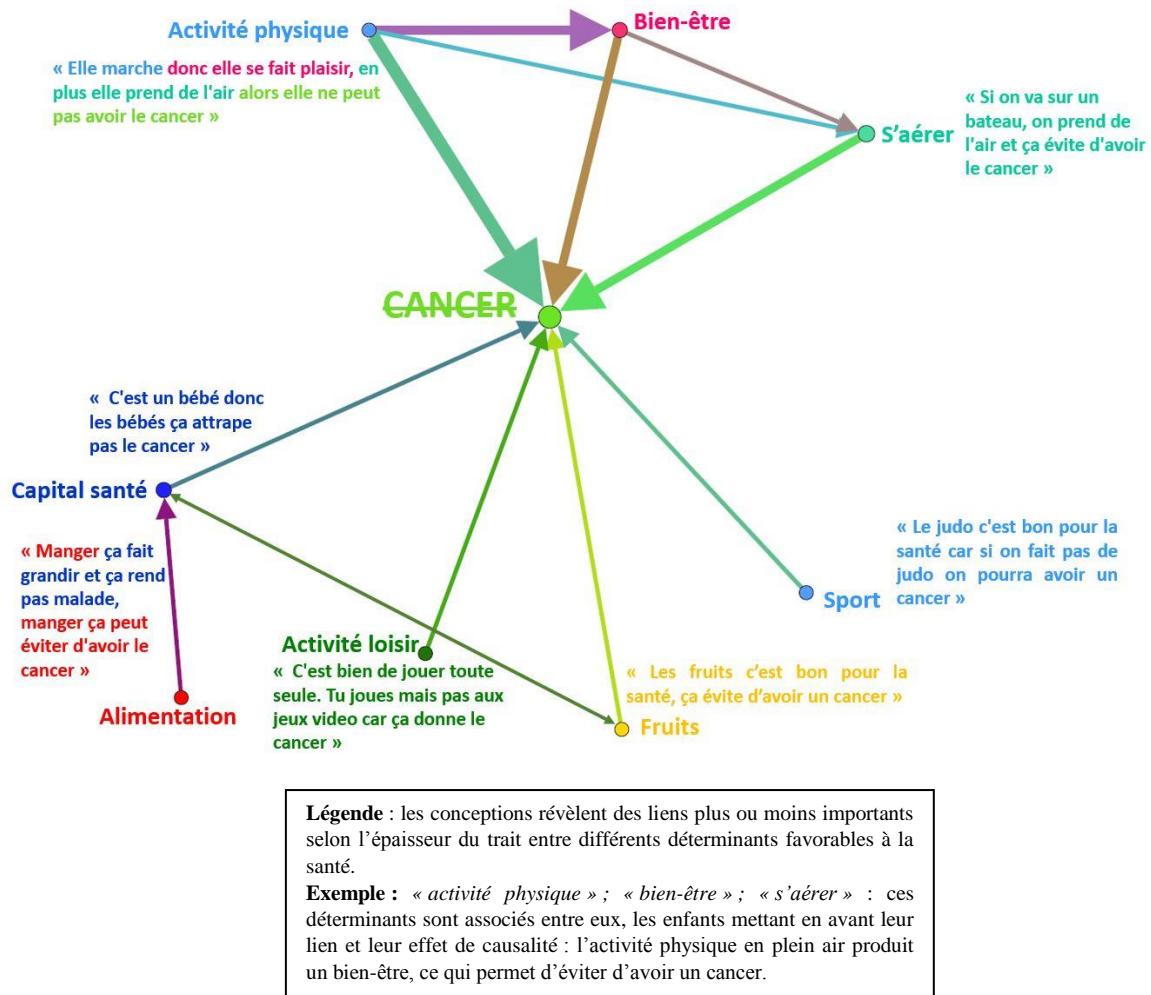 Activité physique
Bien-être
« Elle marche donc elle se fait plaisir, en
plus elle prend de l'air alors elle ne peut
pas avoir le cancer »
S'aérer
« Si on va sur un
bateau, on prend de
l'air et ça évite d'avoir
le cancer »
CANCER
« C'est un bébé donc
les bébés ça attrape
pas le cancer »
Capital santé
« Manger ça fait
grandir et ça rend
pas malade,
manger ça peut
éviter d'avoir le
cancer »
Alimentation
Activité loisir
« C'est bien de jouer toute
seule. Tu joues mais pas aux
jeux video car ça donne le
cancer »
« Le judo c'est bon pour la
santé car si on fait pas de
judo on pourra avoir un
cancer »
Sport
« Les fruits c’est bon pour la
santé, ça évite d’avoir un cancer »
Fruits
Légende : les conceptions révèlent des liens plus ou moins importants
selon l’épaisseur du trait entre différents déterminants favorables à la
santé.
Exemple : « activité physique » ; « bien-être » ; « s’aérer » : ces
déterminants sont associés entre eux, les enfants mettant en avant leur
lien et leur effet de causalité : l’activité physique en plein air produit
un bien-être, ce qui permet d’éviter d’avoir un cancer.